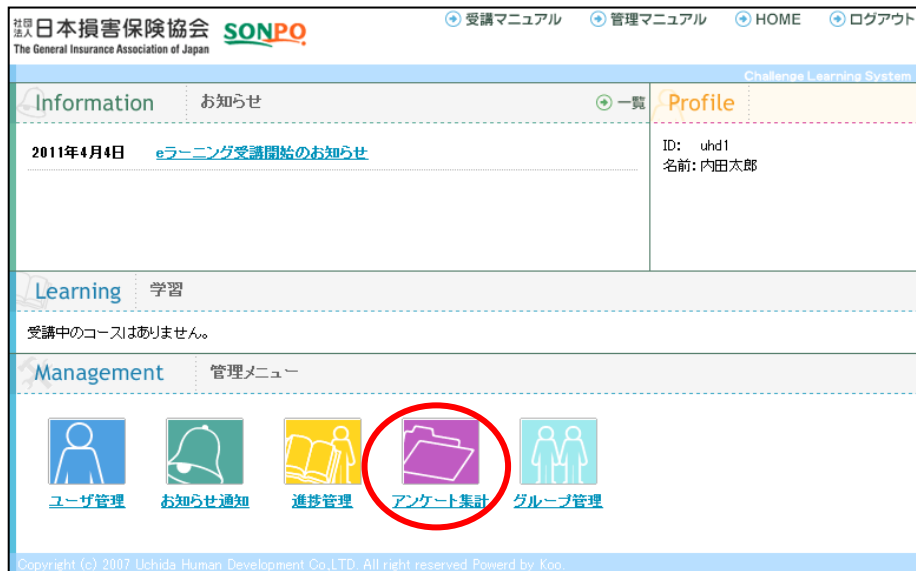 社団法人日本損害保険協会 SONPO
The General Insurance Association of Japan
受講マニュアル 管理マニュアル HOME ログアウト
Challenge Learning System
Information お知らせ 一覧 Profile
2011年4月4日 eラーニング受講開始のお知らせ
ID: uhd1
名前:内田太郎
Learning 学習
受講中のコースはありません。
Management 管理メニュー
ユーザ管理 お知らせ通知 進捗管理 アンケート集計 グループ管理
Copyright (c) 2007 Uchida Human Development Co,LTD. All right reserved Powerd by Koo.